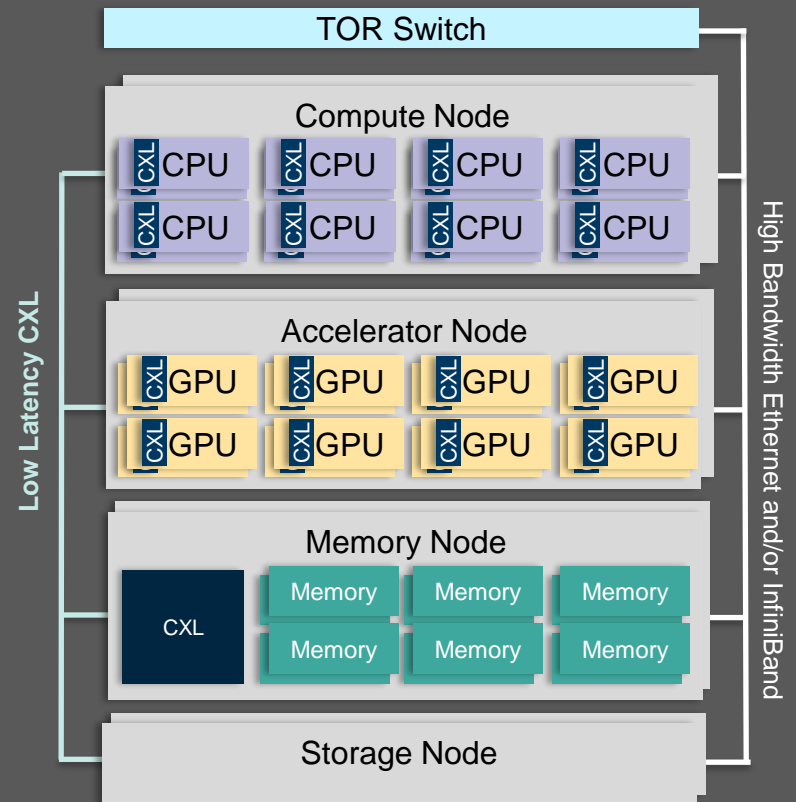 TOR Switch
Compute Node
CXL CPU CXL CPU CXL CPU CXL CPU
CXL CPU CXL CPU CXL CPU CXL CPU
Accelerator Node
CXL GPU CXL GPU CXL GPU CXL GPU
CXL GPU CXL GPU CXL GPU CXL GPU
Memory Node
CXL
Memory Memory Memory
Memory Memory Memory
Storage Node
Low Latency CXL
High Bandwidth Ethernet and/or InfiniBand